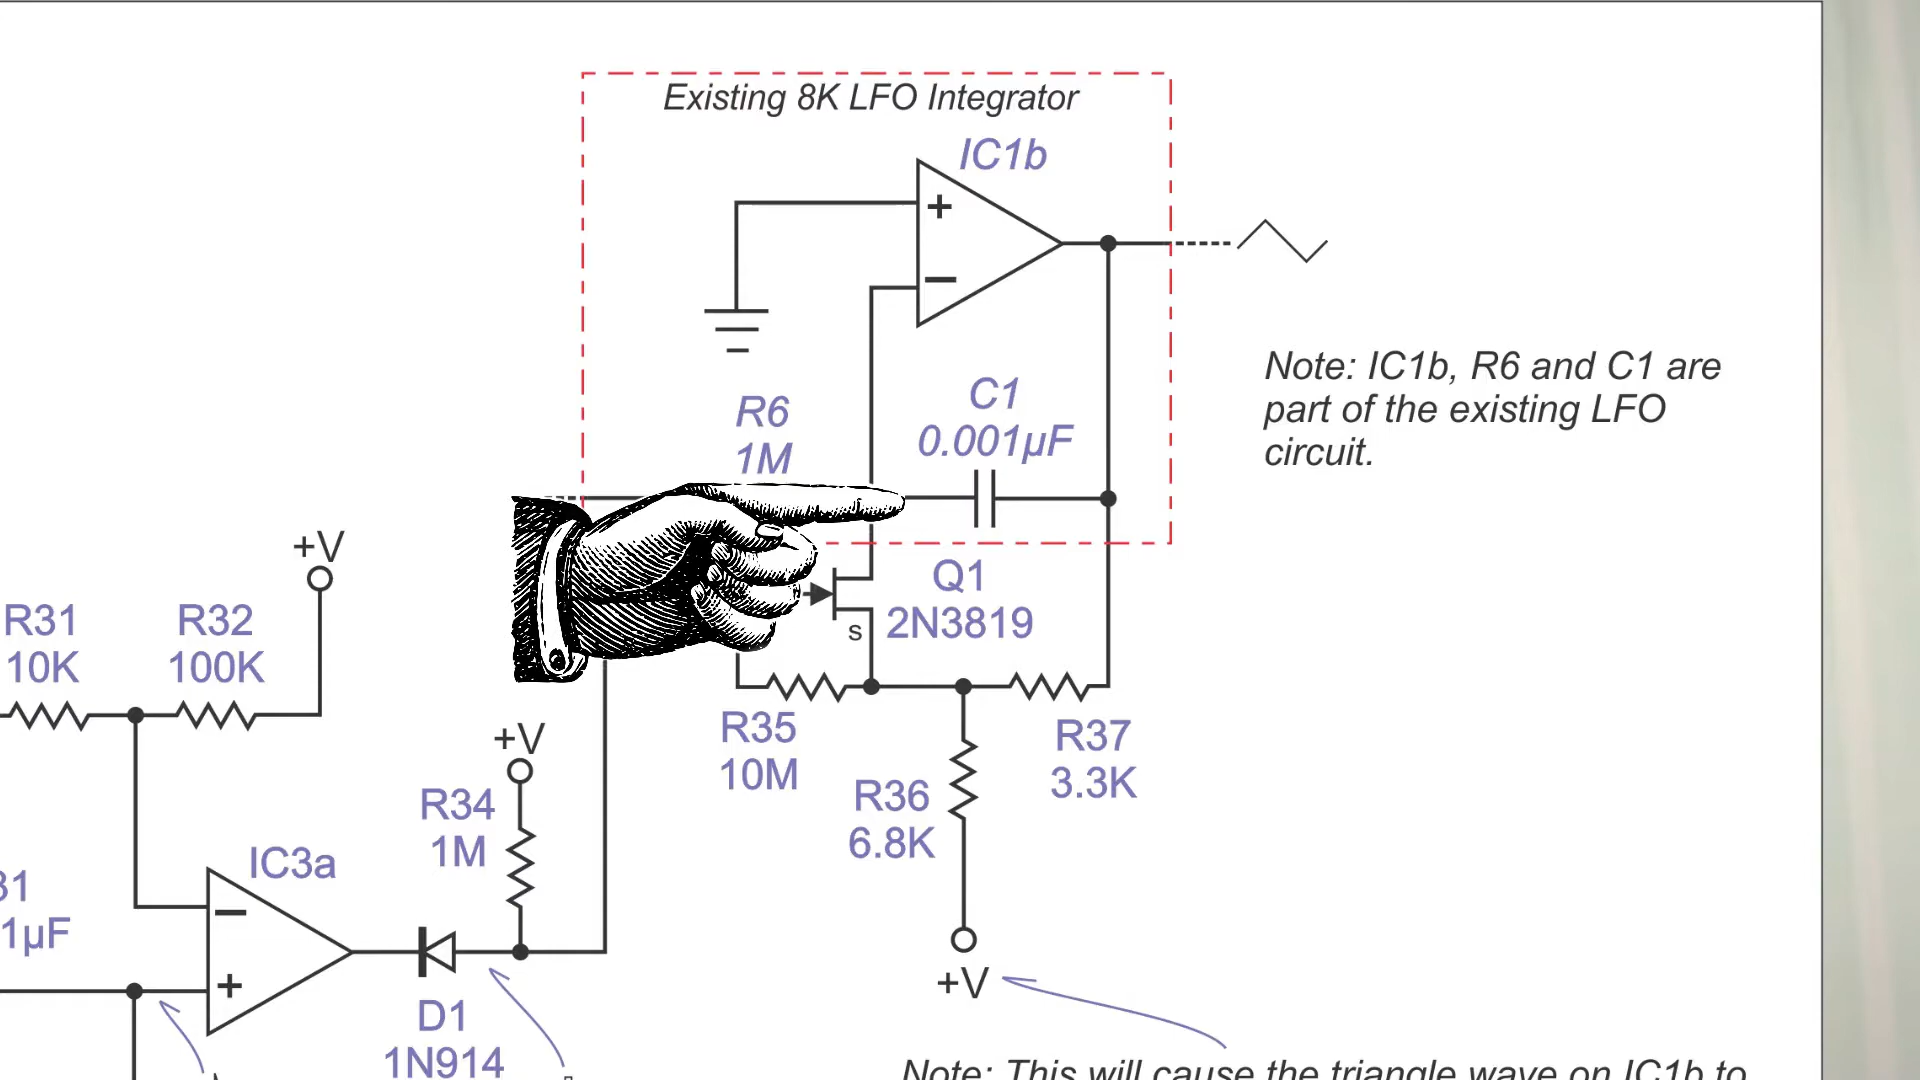 Existing 8K LFO Integrator
IC1b
+
−
Note: IC1b, R6 and C1 are
part of the existing LFO
circuit.
R6
1M
C1
0.001µF
+V
R31
10K
R32
100K
Q1
2N3819
s
R35
10M
R37
3.3K
R36
6.8K
+V
R34
1M
IC3a
−
+
1µF
D1
1N914
+V
Note: This will cause the triangle wave on IC1b to